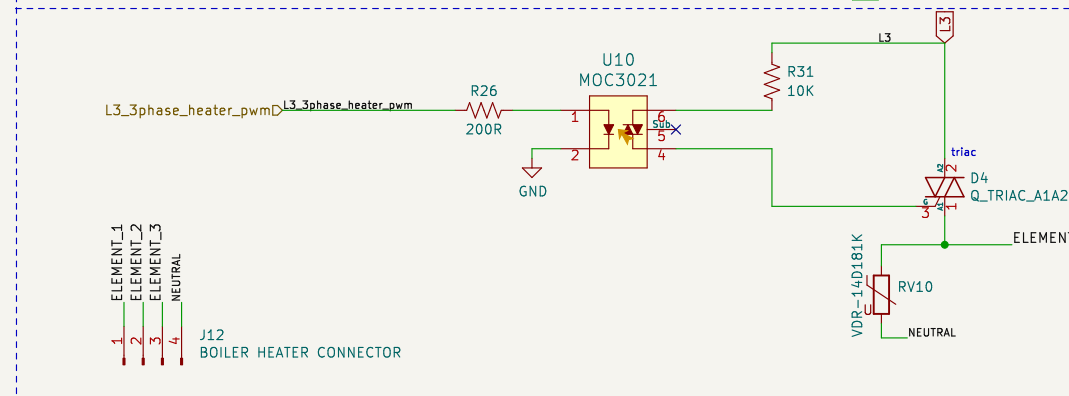 L3
L3
U10
MOC3021
R31
10K
R26
L3_3phase_heater_pwm
L3_3phase_heater_pwm
200R
1
2
6
Sub
5
4
GND
triac
A2
2
D4
Q_TRIAC_A1A2
G
3
A1
1
ELEMENT_1
ELEMENT_2
ELEMENT_3
NEUTRAL
ELEMENT
VDR-14D181K
RV10
U
NEUTRAL
1
2
3
4
J12
BOILER HEATER CONNECTOR